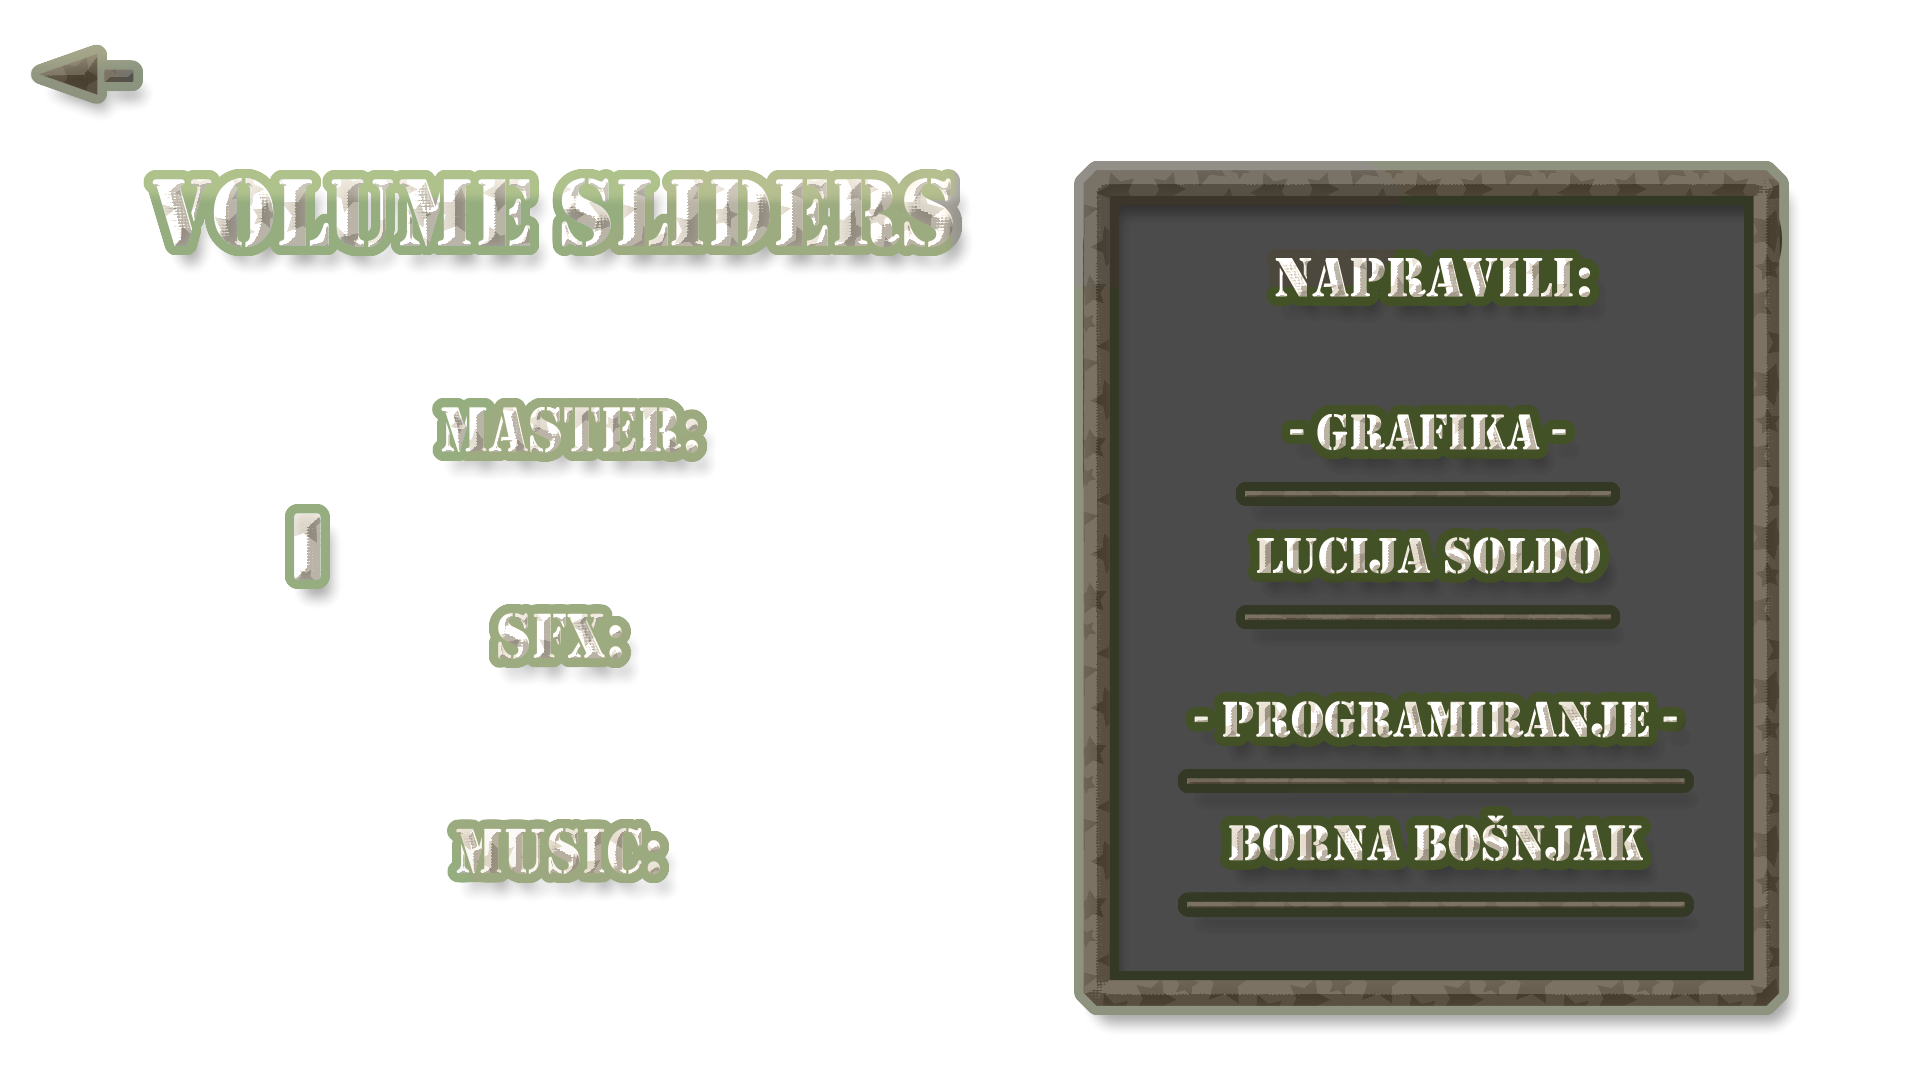 VOLUME SLIDERS
MASTER:
SFX:
MUSIC:
NAPRAVILI:
- GRAFIKA -
LUCIJA SOLDO
- PROGRAMIRANJE -
BORNA BOŠNJAK